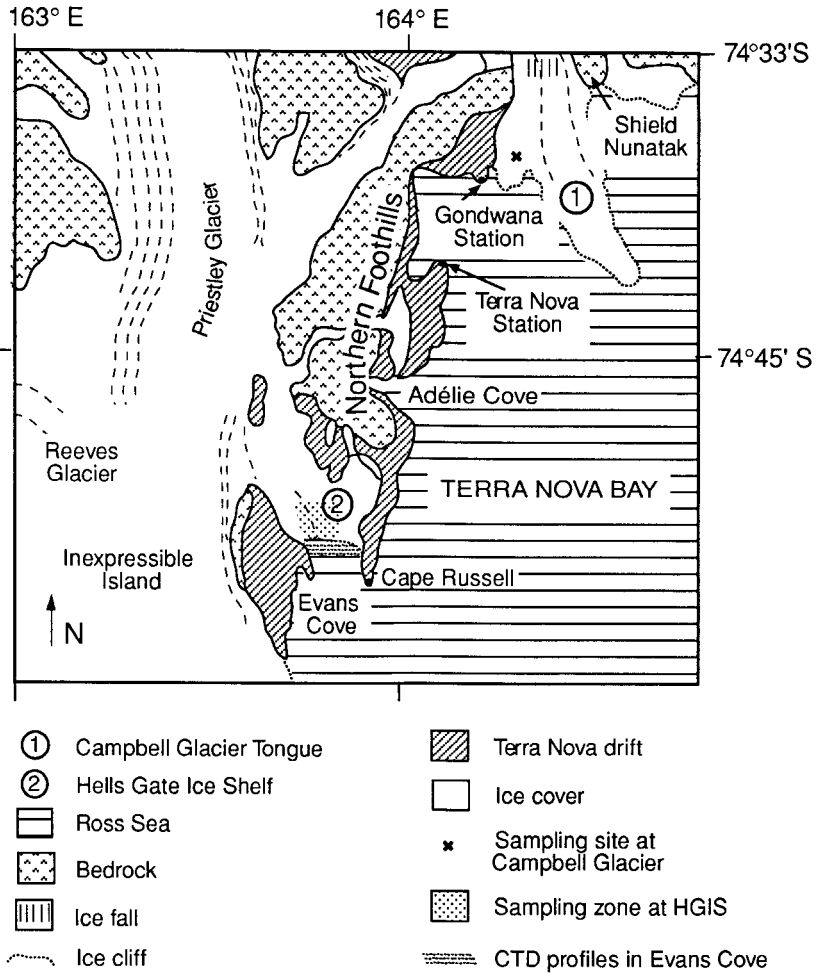 163° E
164° E
74°33'S
Shield
Nunatak
1
Gondwana
Station
Priestley Glacier
Northern Foothills
Terra Nova
Station
74°45' S
Adélie Cove
Reeves
Glacier
TERRA NOVA BAY
2
Inexpressible
Island
Cape Russell
Evans
Cove
N
1 Campbell Glacier Tongue
2 Hells Gate Ice Shelf
Ross Sea
Bedrock
Ice fall
Ice cliff
Terra Nova drift
Ice cover
Sampling site at
Campbell Glacier
Sampling zone at HGIS
CTD profiles in Evans Cove